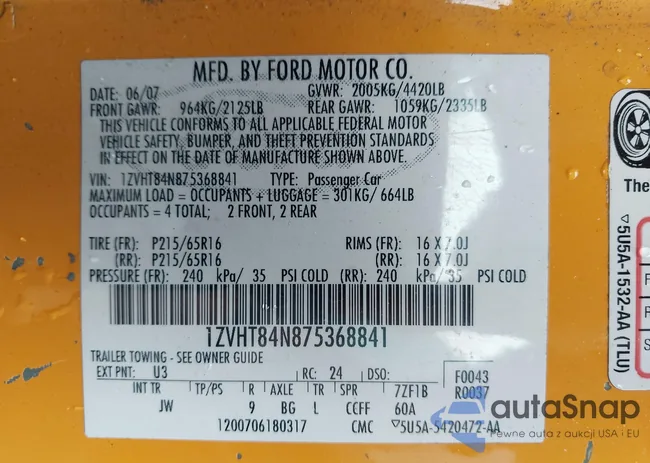 MFD. BY FORD MOTOR CO.
DATE: 06/07 GVWR: 2005KG/4420LB
FRONT GAWR: 964KG/2125LB REAR GAWR: 1059KG/2335LB
THIS VEHICLE CONFORMS TO ALL APPLICABLE FEDERAL MOTOR
VEHICLE SAFETY, BUMPER, AND THEFT PREVENTION STANDARDS
IN EFFECT ON THE DATE OF MANUFACTURE SHOWN ABOVE.
VIN: 1ZVHT84N875368841 TYPE: Passenger Car
MAXIMUM LOAD = OCCUPANTS + LUGGAGE = 301KG/ 664LB
OCCUPANTS = 4 TOTAL; 2 FRONT, 2 REAR
TIRE (FR): P215/65R16 RIMS (FR): 16 X 7.0J
(RR): P215/65R16 (RR): 16 X 7.0J
PRESSURE (FR): 240 kPa/ 35 PSI COLD (RR): 240 kPa/ 35 PSI COLD
1ZVHT84N875368841
TRAILER TOWING - SEE OWNER GUIDE
EXT PNT: U3 RC: 24 DSO: F0043
R0037
INT TR TP/PS R AXLE TR SPR 7ZF1B
JW 9 BG L CCFF 60A
1200706180317 CMC ▽5U5A-5420472-AA
The
▽5U5A-1532-AA (TLU)
F
F
S
autoSnap
Pewne auto z USA i EU